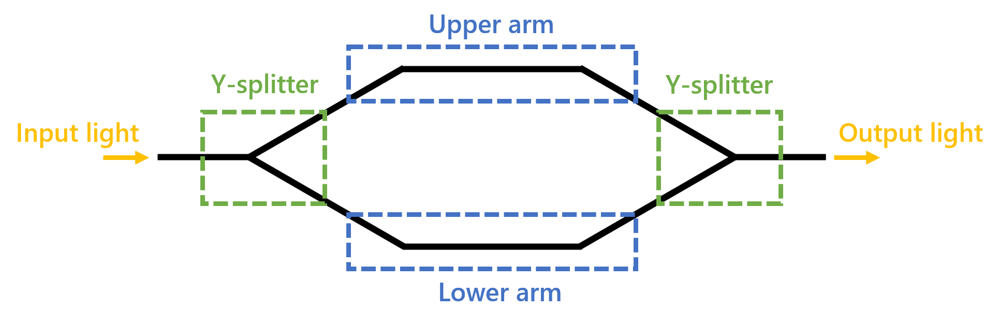 Upper arm
Y-splitter
Y-splitter
Input light
Output light
Lower arm